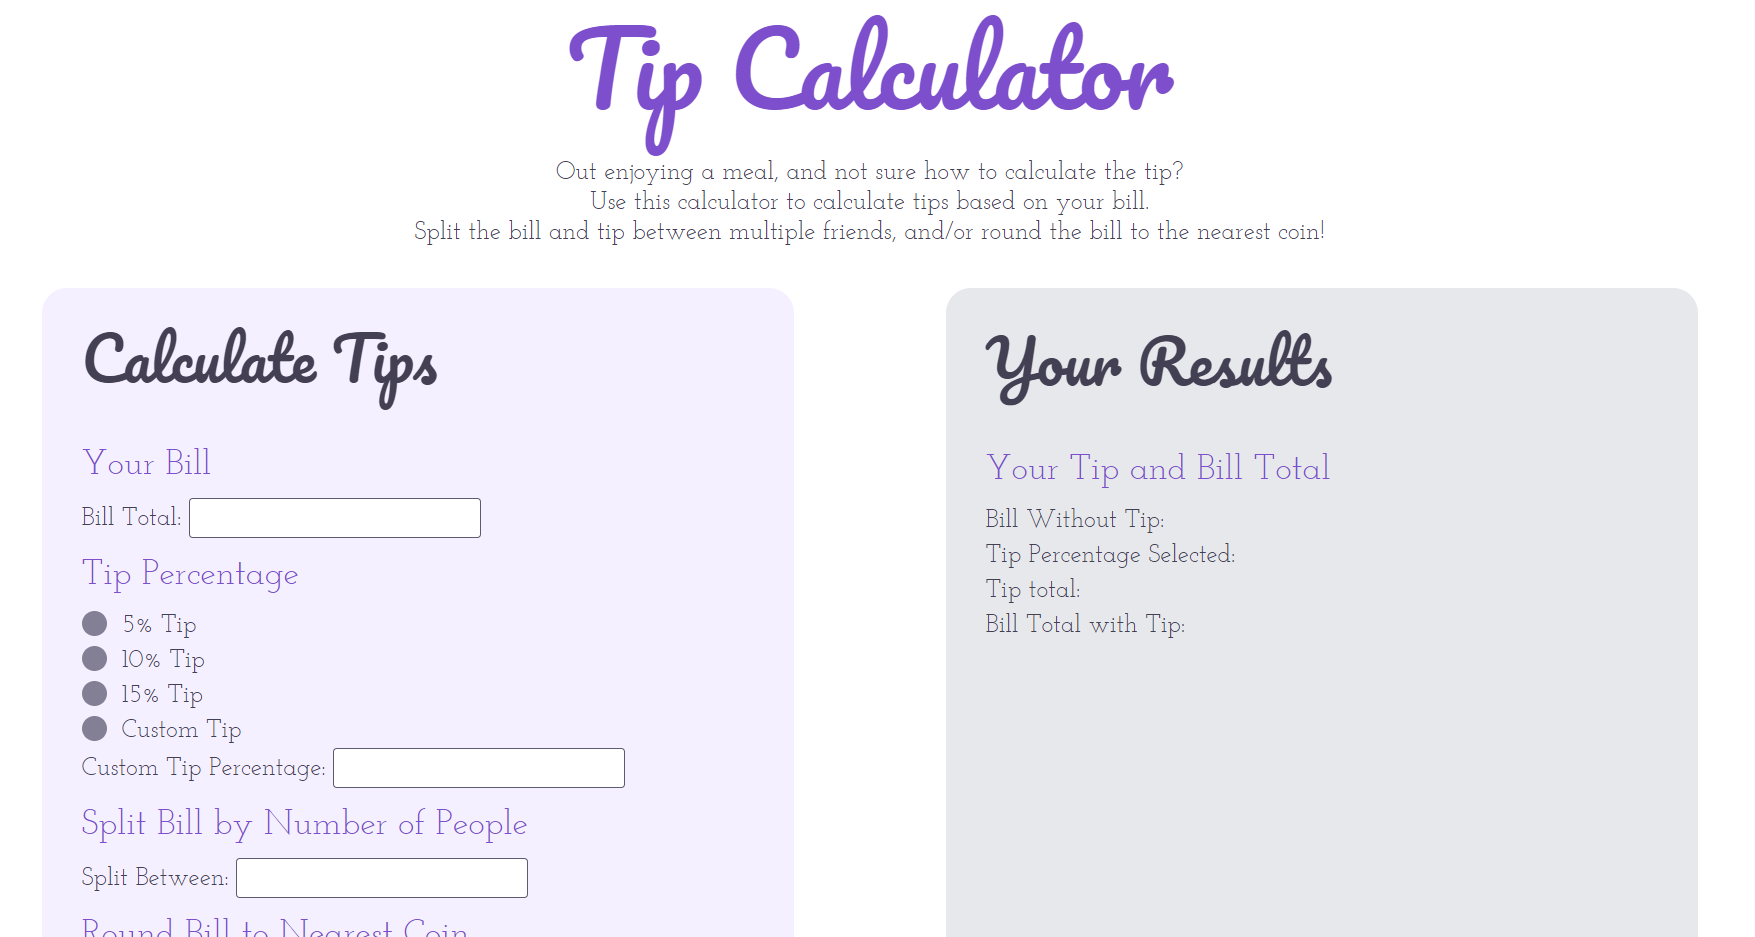 Tip Calculator
Out enjoying a meal, and not sure how to calculate the tip?
Use this calculator to calculate tips based on your bill.
Split the bill and tip between multiple friends, and/or round the bill to the nearest coin!
Calculate Tips
Your Bill
Bill Total:
Tip Percentage
5% Tip
10% Tip
15% Tip
Custom Tip
Custom Tip Percentage:
Split Bill by Number of People
Split Between:
Round Bill to Nearest Coin
Your Results
Your Tip and Bill Total
Bill Without Tip:
Tip Percentage Selected:
Tip total:
Bill Total with Tip: